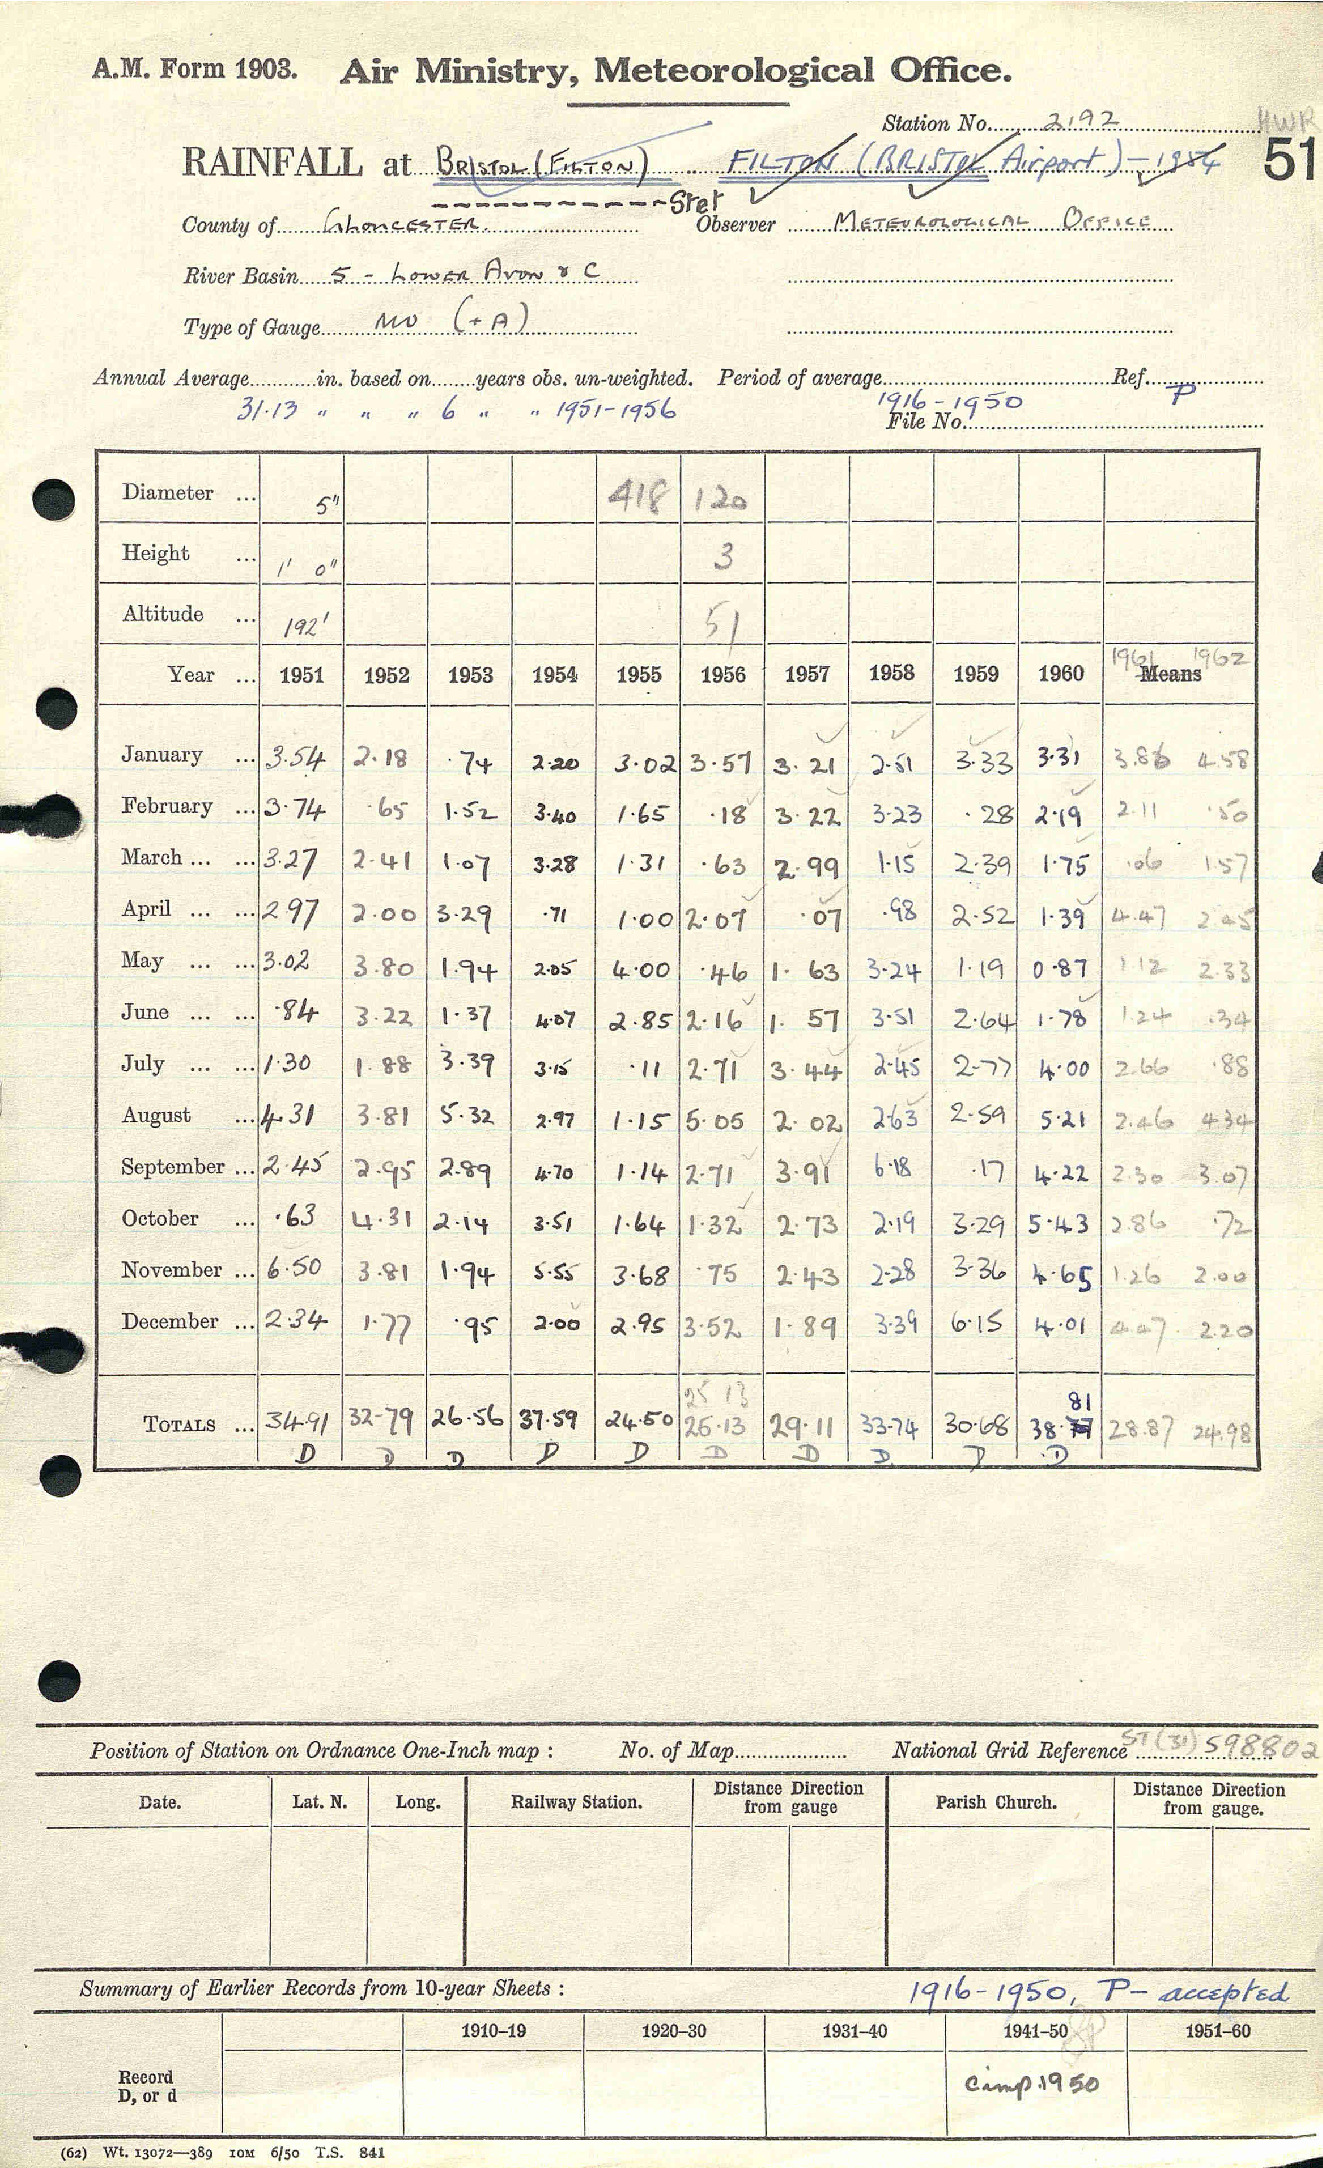 A.M. Form 1903. Air Ministry, Meteorological Office.
Station No. 2192 HWR
RAINFALL at BRISTOL (FILTON) FILTON (BRISTOL Airport) - 1954 51
Stet
County of GLOUCESTER. Observer METEOROLOGICAL OFFICE
River Basin 5 - LOWER AVON & C
Type of Gauge MO (+ A)
Annual Average in. based on years obs. un-weighted. Period of average Ref. P
31.13 " " " 6 " " 1951-1956 1916-1950
File No.
Diameter ... 5" 418 120
Height ... 1' 0" 3
Altitude ... 192' 51
Year ... 1951 1952 1953 1954 1955 1956 1957 1958 1959 1960 Means 1961 1962
January ... 3.54 2.18 .74 2.20 3.02 3.57 3.21 2.51 3.33 3.31 3.86 4.58
February ... 3.74 .65 1.52 3.40 1.65 .18 3.22 3.23 .28 2.19 2.11 .50
March ... ... 3.27 2.41 1.07 3.28 1.31 .63 2.99 1.15 2.39 1.75 .06 1.57
April ... ... 2.97 2.00 3.29 .71 1.00 2.07 .07 .98 2.52 1.39 4.47 2.45
May ... ... 3.02 3.80 1.94 2.05 4.00 .46 1.63 3.24 1.19 0.87 1.12 2.33
June ... ... .84 3.22 1.37 4.07 2.85 2.16 1.57 3.51 2.64 1.78 1.24 .34
July ... ... 1.30 1.88 3.39 3.15 .11 2.71 3.44 2.45 2.77 4.00 2.66 .88
August ... 4.31 3.81 5.32 2.97 1.15 5.05 2.02 2.63 2.59 5.21 2.46 4.34
September ... 2.45 2.95 2.89 4.70 1.14 2.71 3.91 6.18 .17 4.22 2.30 3.07
October ... .63 4.31 2.14 3.51 1.64 1.32 2.73 2.19 3.29 5.43 2.86 .72
November ... 6.50 3.81 1.94 5.55 3.68 .75 2.43 2.28 3.36 4.65 1.26 2.00
December ... 2.34 1.77 .95 2.00 2.95 3.52 1.89 3.39 6.15 4.01 4.47 2.20
25 13 81
TOTALS ... 34.91 32.79 26.56 37.59 24.50 25.13 29.11 33.74 30.68 38.77 28.87 24.98
D D D D D D D D D D
Position of Station on Ordnance One-Inch map : No. of Map National Grid Reference ST (31) 598802
Date. Lat. N. Long. Railway Station. Distance from gauge Direction Parish Church. Distance Direction from gauge.
Summary of Earlier Records from 10-year Sheets : 1916-1950, P- accepted
1910-19 1920-30 1931-40 1941-50 1951-60
Record D, or d cimp.1950
(62) Wt. 13072—389 10M 6/50 T.S. 841